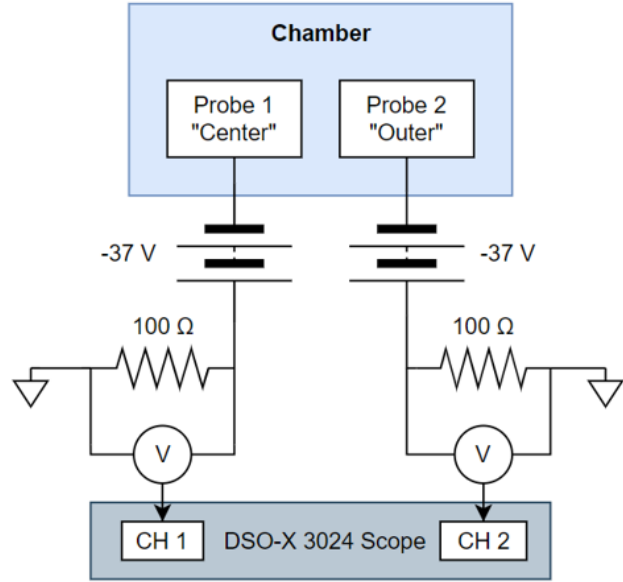 Chamber
Probe 1
"Center"
Probe 2
"Outer"
-37 V
-37 V
100 Ω
100 Ω
V
V
CH 1
DSO-X 3024 Scope
CH 2